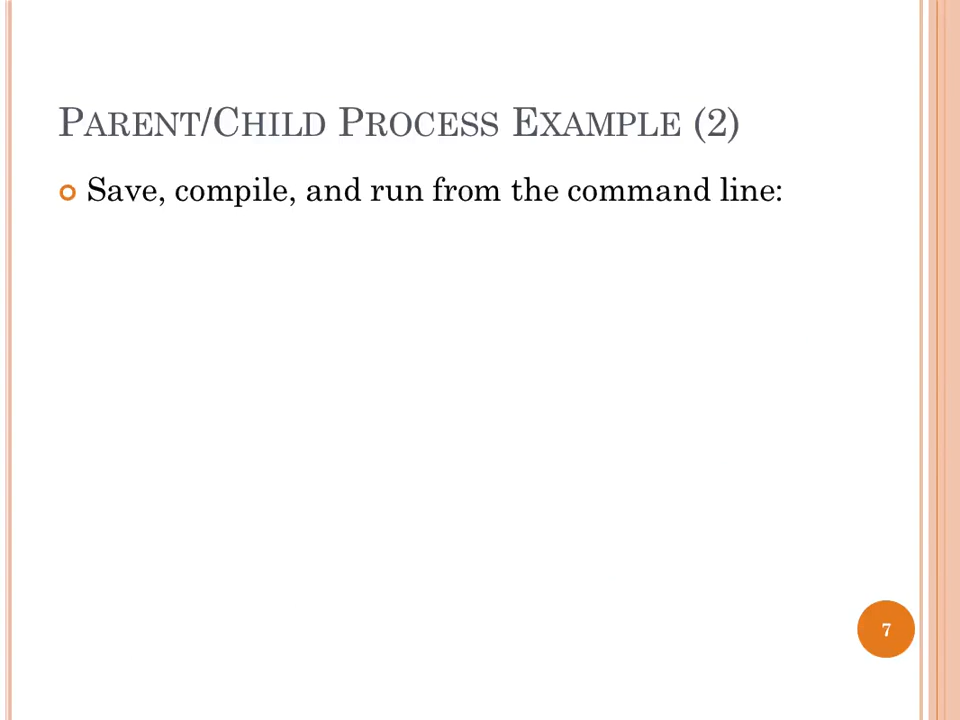 PARENT/CHILD PROCESS EXAMPLE (2)
Save, compile, and run from the command line:
7